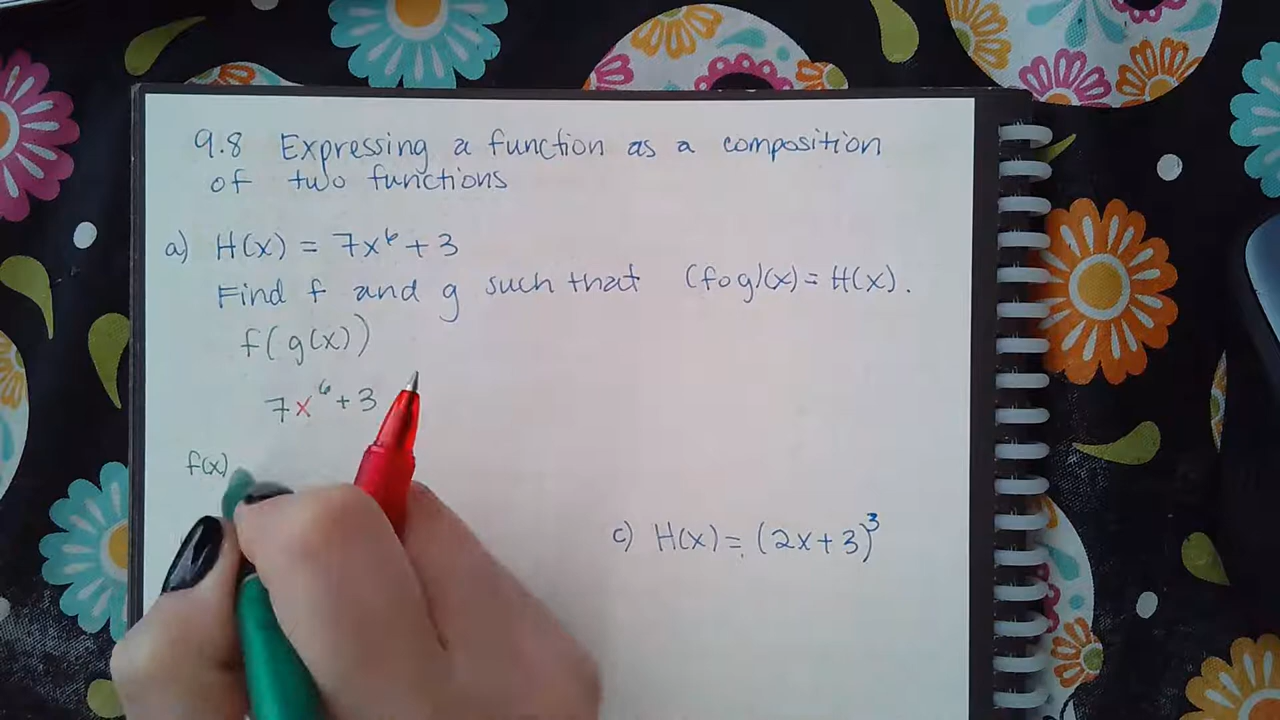 9.8 Expressing a function as a composition
of two functions
a) H(x) = 7x⁶ + 3
Find f and g such that (f∘g)(x) = H(x).
f(g(x))
7x⁶ + 3
f(x)
c) H(x) = (2x+3)³